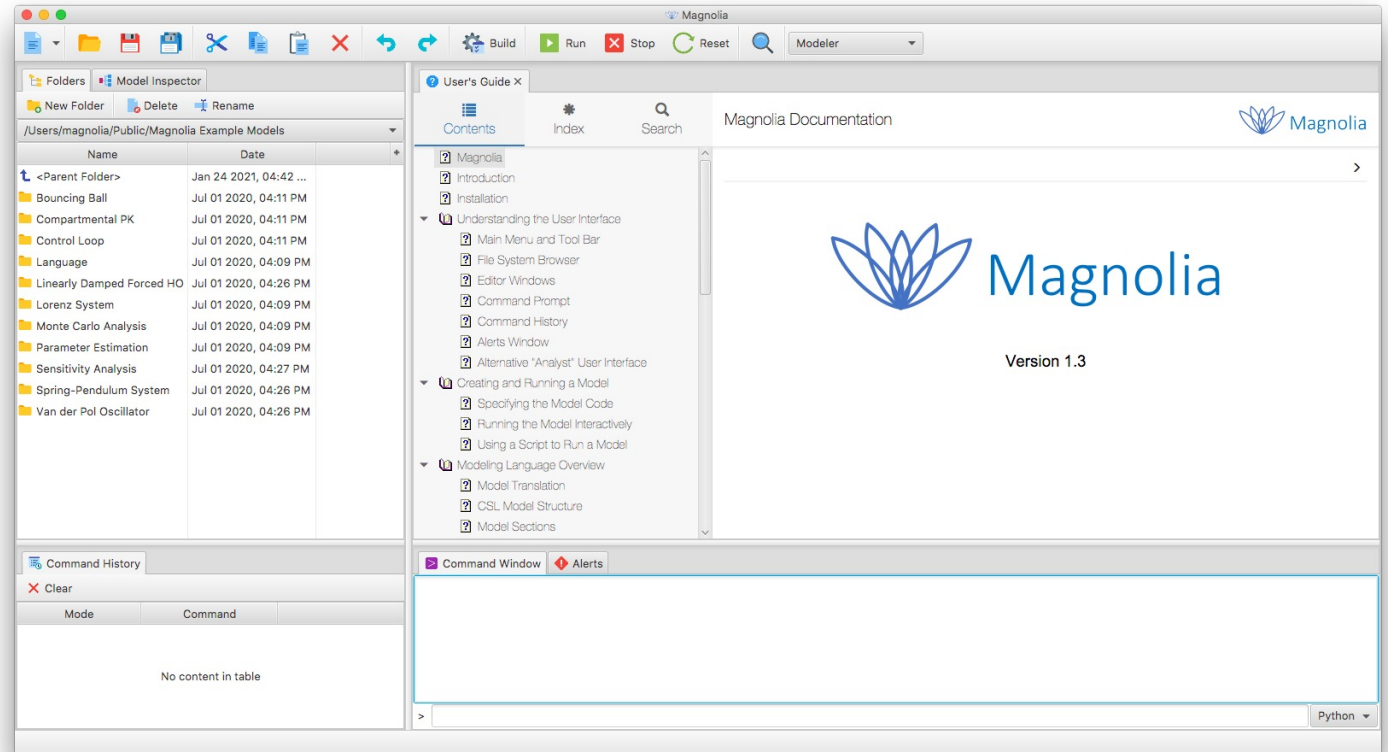 Magnolia
Build Run Stop Reset Modeler
Folders Model Inspector
New Folder Delete Rename
/Users/magnolia/Public/Magnolia Example Models
Name Date
<Parent Folder> Jan 24 2021, 04:42 ...
Bouncing Ball Jul 01 2020, 04:11 PM
Compartmental PK Jul 01 2020, 04:11 PM
Control Loop Jul 01 2020, 04:11 PM
Language Jul 01 2020, 04:09 PM
Linearly Damped Forced HO Jul 01 2020, 04:26 PM
Lorenz System Jul 01 2020, 04:09 PM
Monte Carlo Analysis Jul 01 2020, 04:09 PM
Parameter Estimation Jul 01 2020, 04:09 PM
Sensitivity Analysis Jul 01 2020, 04:27 PM
Spring-Pendulum System Jul 01 2020, 04:26 PM
Van der Pol Oscillator Jul 01 2020, 04:26 PM
User's Guide
Contents Index Search
Magnolia
Introduction
Installation
Understanding the User Interface
Main Menu and Tool Bar
File System Browser
Editor Windows
Command Prompt
Command History
Alerts Window
Alternative "Analyst" User Interface
Creating and Running a Model
Specifying the Model Code
Running the Model Interactively
Using a Script to Run a Model
Modeling Language Overview
Model Translation
CSL Model Structure
Model Sections
Magnolia Documentation
Magnolia
Magnolia
Version 1.3
Command History
Clear
Mode Command
No content in table
Command Window Alerts
> Python